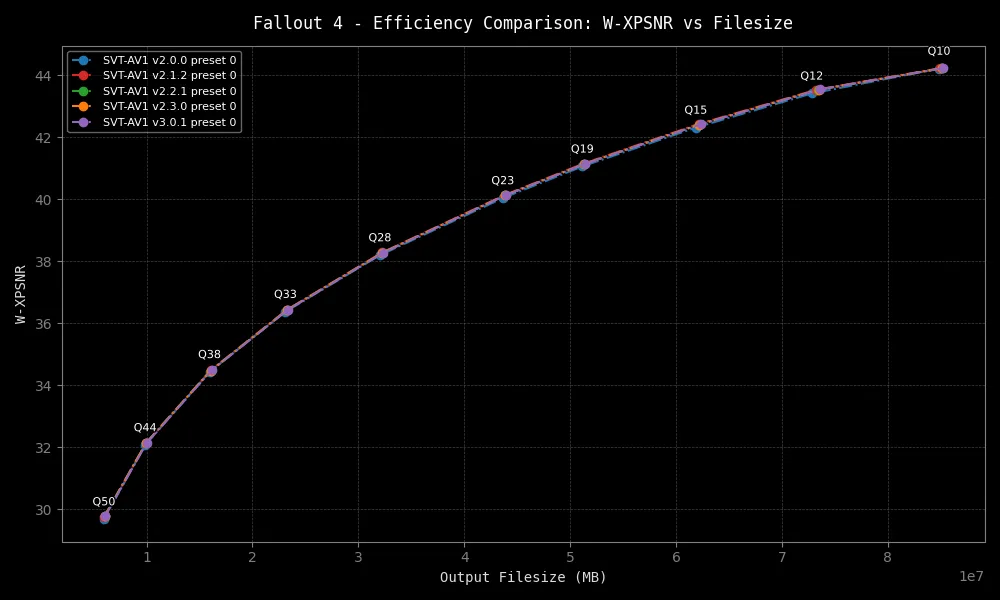 Fallout 4 - Efficiency Comparison: W-XPSNR vs Filesize
SVT-AV1 v2.0.0 preset 0
SVT-AV1 v2.1.2 preset 0
SVT-AV1 v2.2.1 preset 0
SVT-AV1 v2.3.0 preset 0
SVT-AV1 v3.0.1 preset 0
Q10
Q12
Q15
Q19
Q23
Q28
Q33
Q38
Q44
Q50
W-XPSNR
44
42
40
38
36
34
32
30
1 2 3 4 5 6 7 8
1e7
Output Filesize (MB)